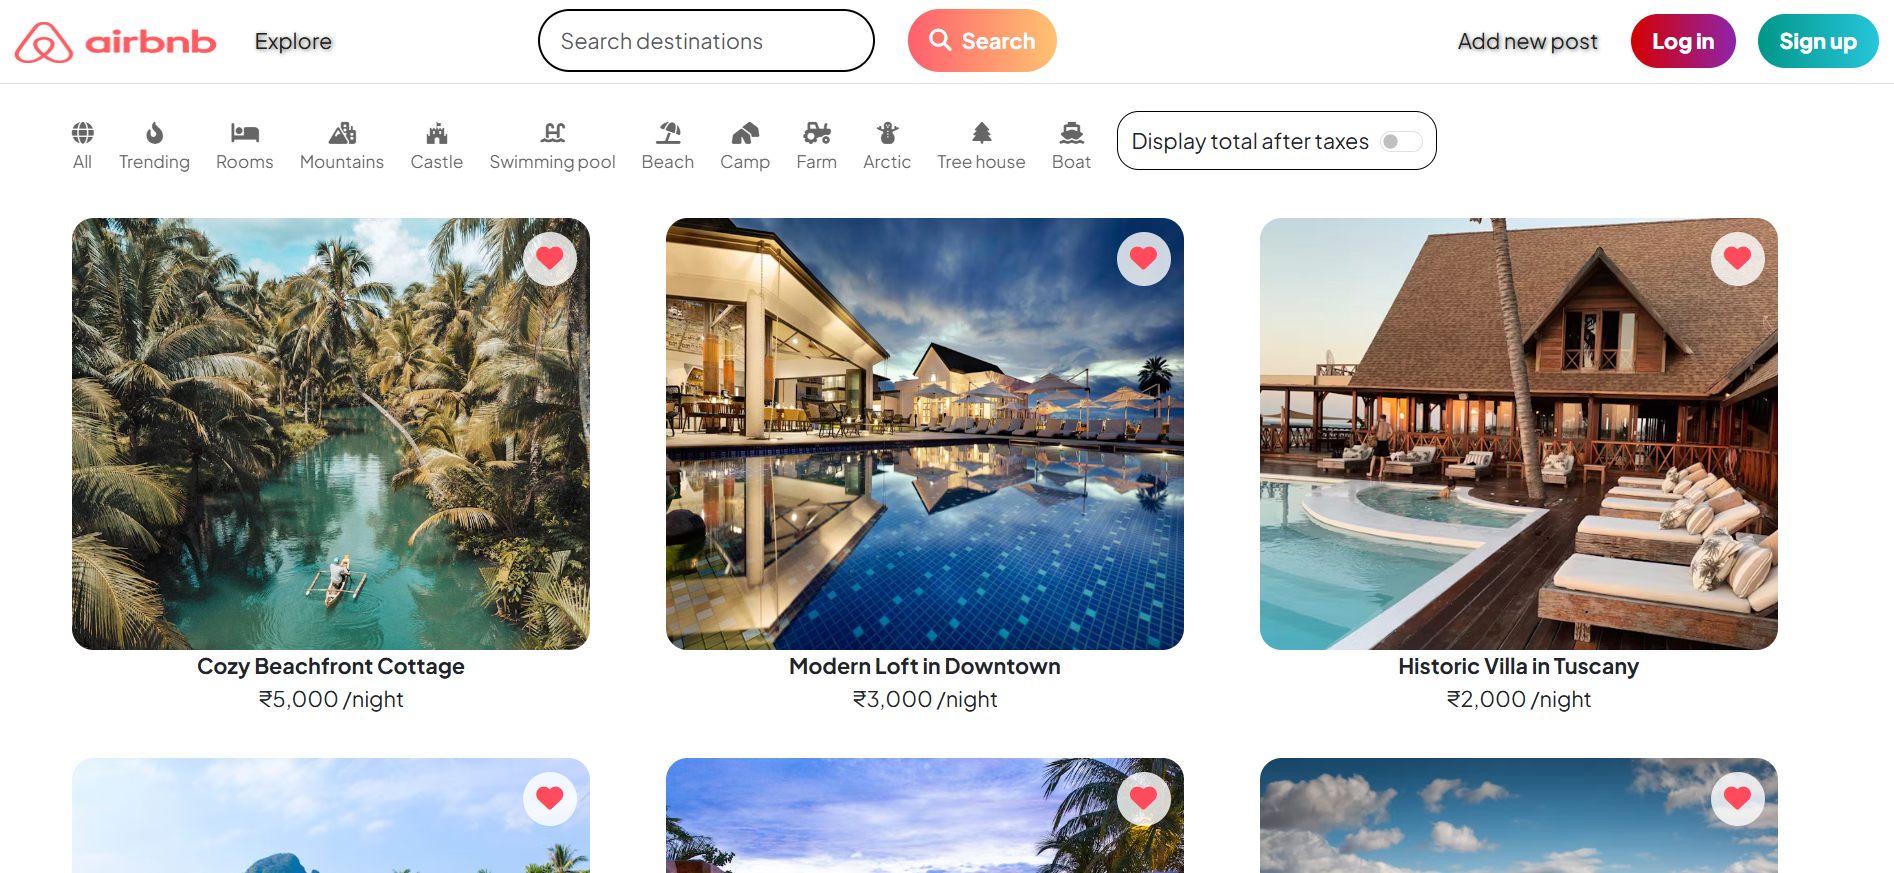 airbnb
Explore
Search destinations
Search
Add new post
Log in
Sign up
All
Trending
Rooms
Mountains
Castle
Swimming pool
Beach
Camp
Farm
Arctic
Tree house
Boat
Display total after taxes
Cozy Beachfront Cottage
₹5,000 /night
Modern Loft in Downtown
₹3,000 /night
Historic Villa in Tuscany
₹2,000 /night